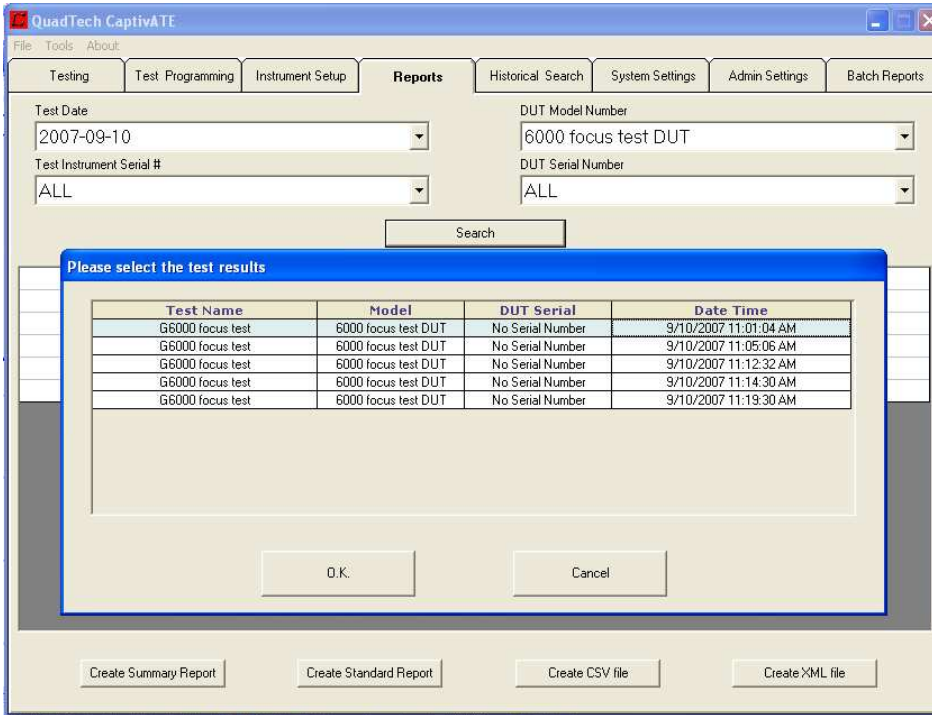 QuadTech CaptivATE
File Tools About
Testing Test Programming Instrument Setup Reports Historical Search System Settings Admin Settings Batch Reports
Test Date DUT Model Number
2007-09-10 6000 focus test DUT
Test Instrument Serial # DUT Serial Number
ALL ALL
Search
Please select the test results
Test Name Model DUT Serial Date Time
G6000 focus test 6000 focus test DUT No Serial Number 9/10/2007 11:01:04 AM
G6000 focus test 6000 focus test DUT No Serial Number 9/10/2007 11:05:06 AM
G6000 focus test 6000 focus test DUT No Serial Number 9/10/2007 11:12:32 AM
G6000 focus test 6000 focus test DUT No Serial Number 9/10/2007 11:14:30 AM
G6000 focus test 6000 focus test DUT No Serial Number 9/10/2007 11:19:30 AM
O.K. Cancel
Create Summary Report Create Standard Report Create CSV file Create XML file